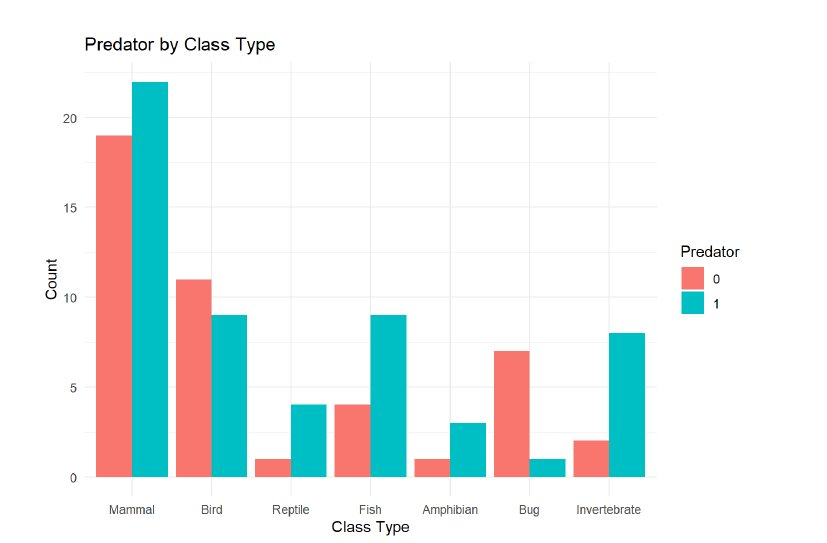 Predator by Class Type
Count
20
15
10
5
0
Mammal Bird Reptile Fish Amphibian Bug Invertebrate
Class Type
Predator
0
1